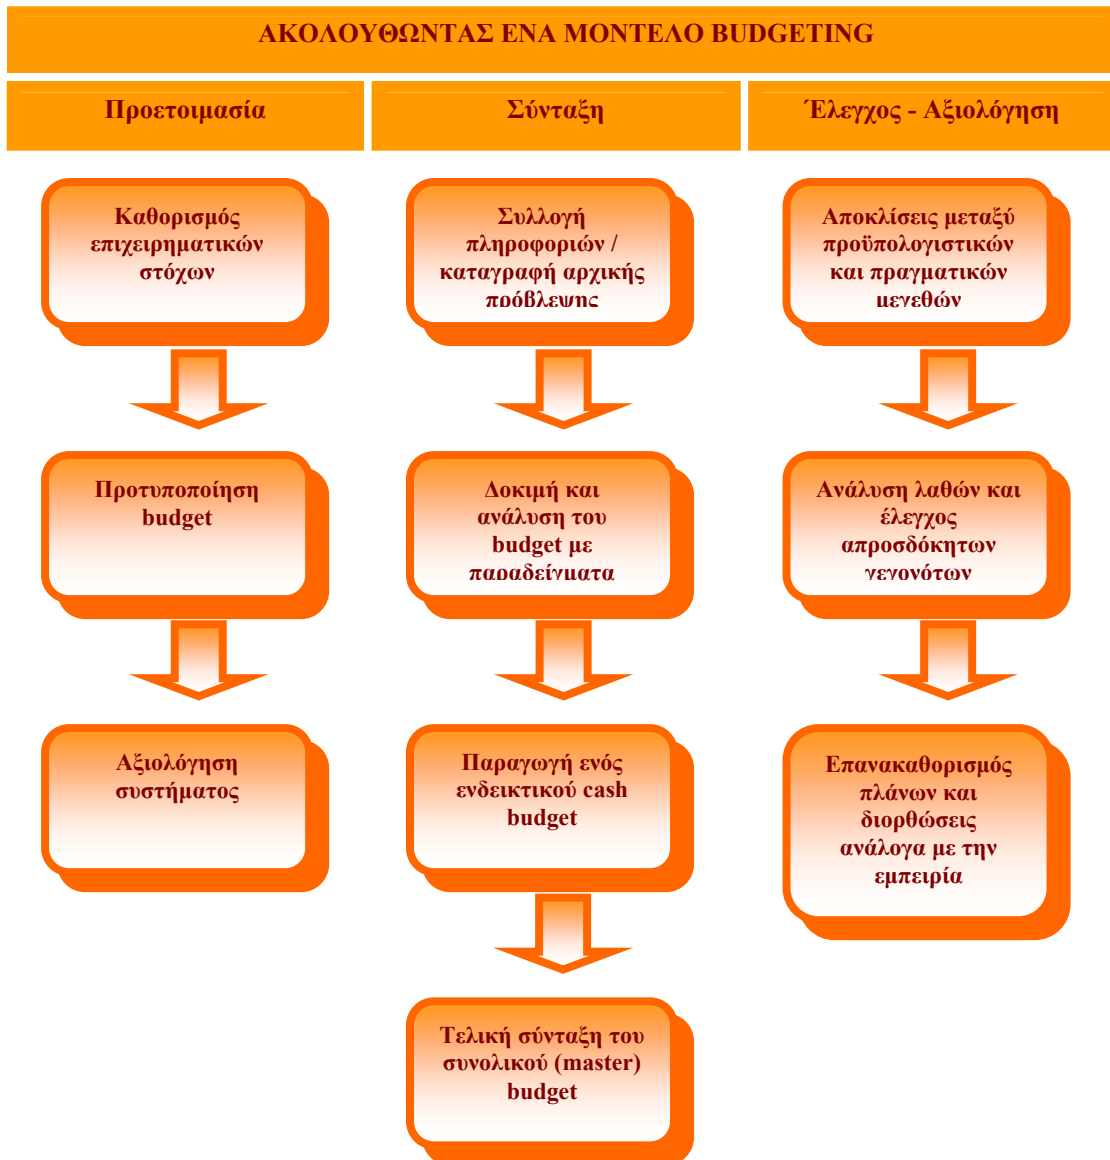 ΑΚΟΛΟΥΘΩΝΤΑΣ ΕΝΑ ΜΟΝΤΕΛΟ BUDGETING
Προετοιμασία
Σύνταξη
Έλεγχος - Αξιολόγηση
Καθορισμός
επιχειρηματικών
στόχων
Συλλογή
πληροφοριών /
καταγραφή αρχικής
πρόβλεψης
Αποκλίσεις μεταξύ
προϋπολογιστικών
και πραγματικών
μεγεθών
Προτυποποίηση
budget
Δοκιμή και
ανάλυση του
budget με
παραδείγματα
Ανάλυση λαθών και
έλεγχος
απροσδόκητων
γεγονότων
Αξιολόγηση
συστήματος
Παραγωγή ενός
ενδεικτικού cash
budget
Επανακαθορισμός
πλάνων και
διορθώσεις
ανάλογα με την
εμπειρία
Τελική σύνταξη του
συνολικού (master)
budget